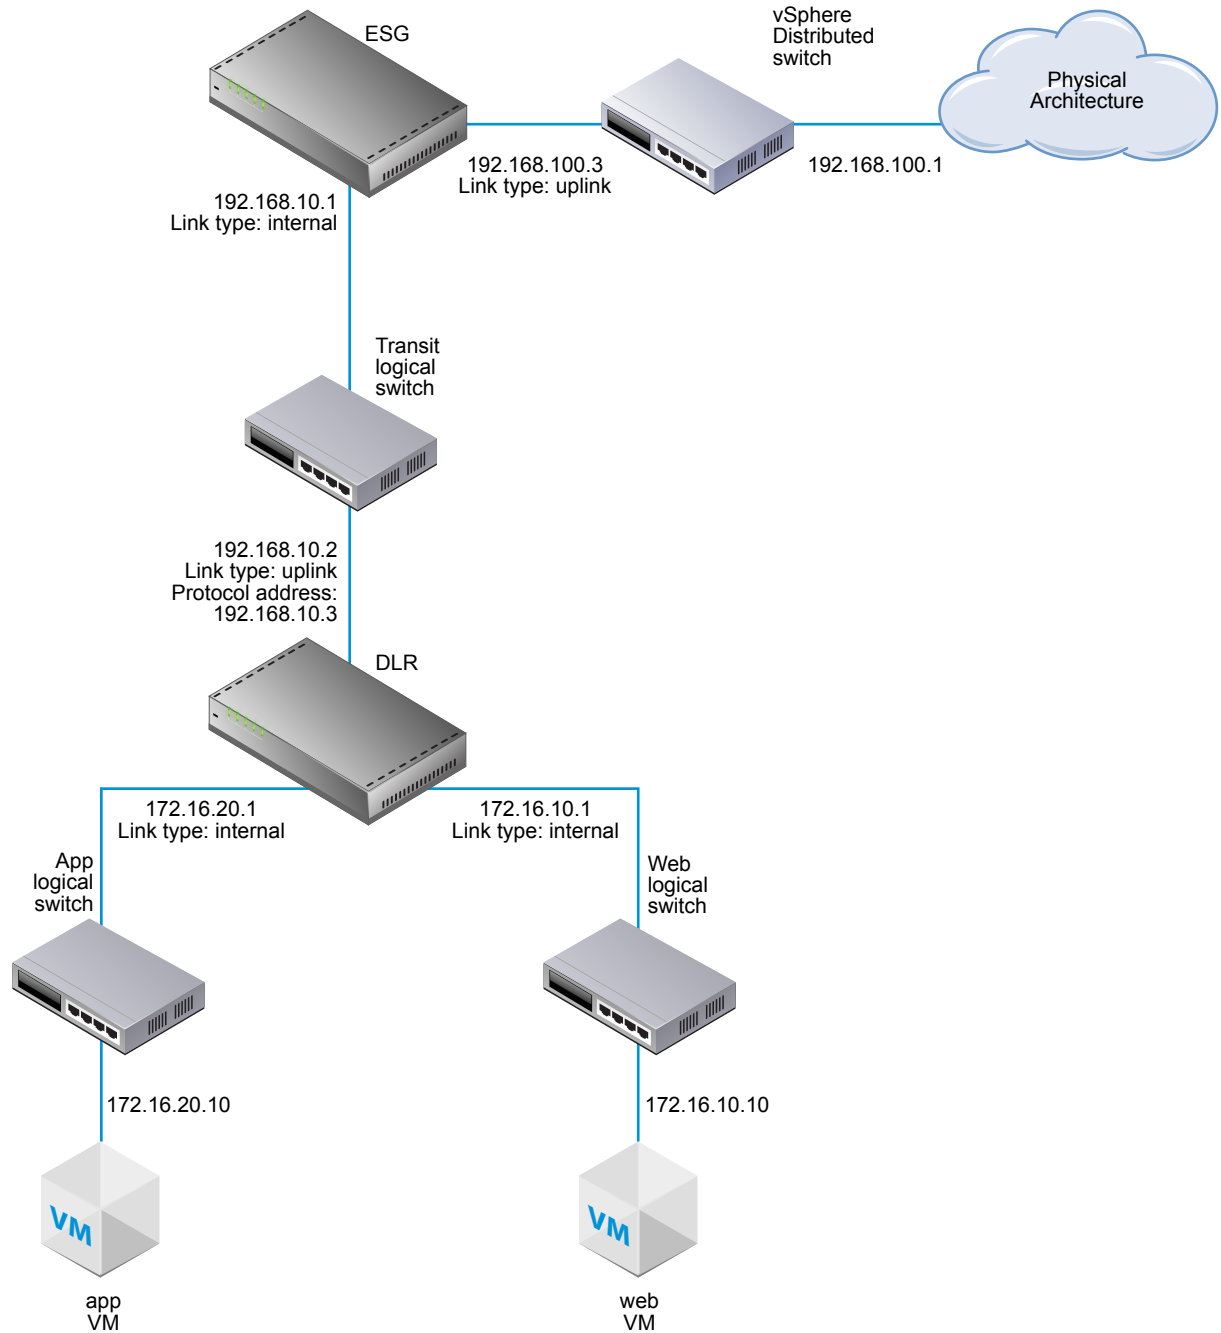 ESG
vSphere
Distributed
switch
Physical
Architecture
192.168.100.3
Link type: uplink
192.168.100.1
192.168.10.1
Link type: internal
Transit
logical
switch
192.168.10.2
Link type: uplink
Protocol address:
192.168.10.3
DLR
172.16.20.1
Link type: internal
172.16.10.1
Link type: internal
App
logical
switch
Web
logical
switch
172.16.20.10
172.16.10.10
VM
VM
app
VM
web
VM